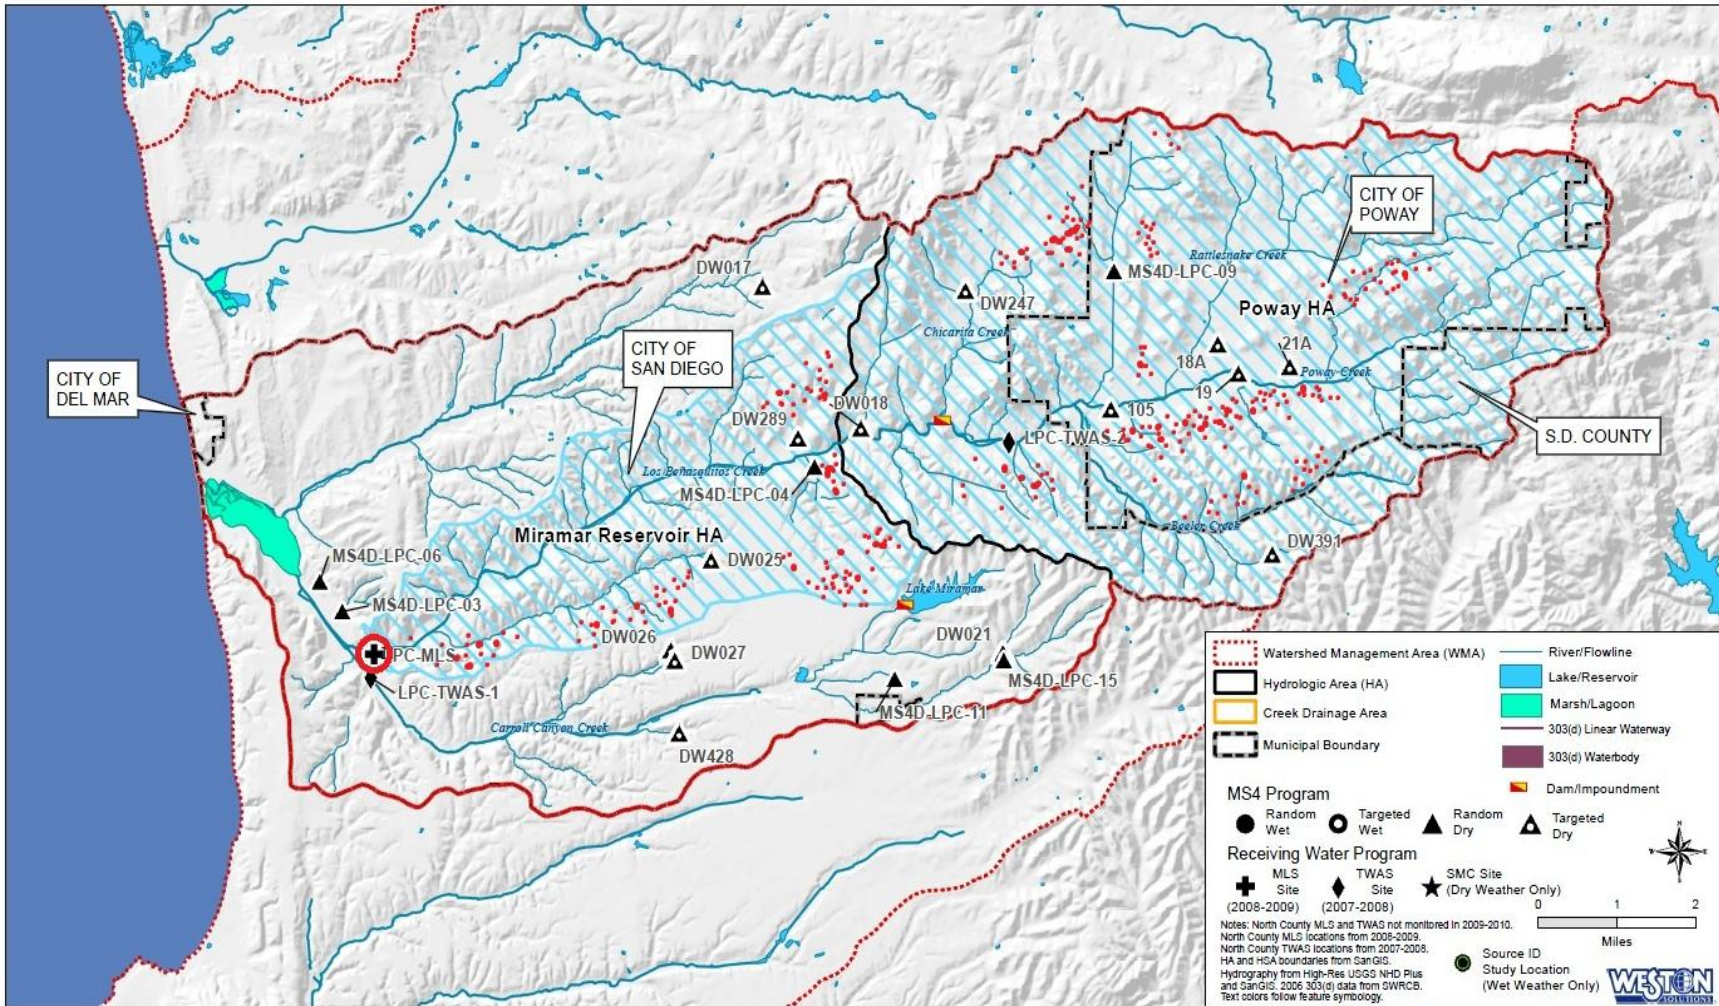 CITY OF
DEL MAR
CITY OF
SAN DIEGO
CITY OF
POWAY
S.D. COUNTY
DW017
DW247
MS4D-LPC-09
Rattlesnake Creek
Chicarita Creek
Poway HA
18A
21A
19
Poway Creek
105
DW018
DW289
LPC-TWAS-2
Los Peñasquitos Creek
MS4D-LPC-04
Miramar Reservoir HA
DW025
Beeler Creek
DW391
MS4D-LPC-06
MS4D-LPC-03
Lake Miramar
LPC-MLS
DW026
DW027
DW021
LPC-TWAS-1
MS4D-LPC-15
MS4D-LPC-11
Carroll Canyon Creek
DW428
Watershed Management Area (WMA)
Hydrologic Area (HA)
Creek Drainage Area
Municipal Boundary
River/Flowline
Lake/Reservoir
Marsh/Lagoon
303(d) Linear Waterway
303(d) Waterbody
Dam/Impoundment
MS4 Program
Random
Wet
Targeted
Wet
Random
Dry
Targeted
Dry
Receiving Water Program
MLS
Site
(2008-2009)
TWAS
Site
(2007-2008)
SMC Site
(Dry Weather Only)
N
W
E
S
0 1 2
Miles
Notes: North County MLS and TWAS not monitored in 2009-2010.
North County MLS locations from 2008-2009.
North County TWAS locations from 2007-2008.
HA and HSA boundaries from SanGIS.
Hydrography from High-Res USGS NHD Plus
and SanGIS. 2006 303(d) data from SWRCB.
Text colors follow feature symbology.
Source ID
Study Location
(Wet Weather Only)
WESTON
SOLUTIONS